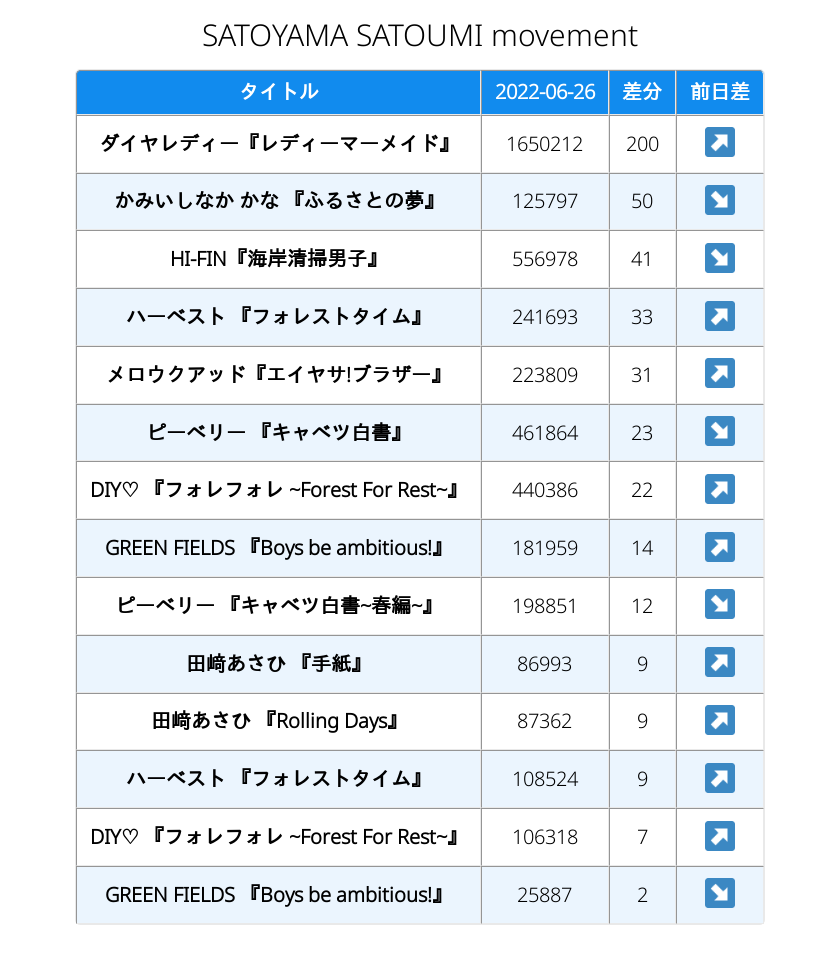 SATOYAMA SATOUMI movement
タイトル 2022-06-26 差分 前日差
ダイヤレディー『レディーマーメイド』 1650212 200 ↗
かみいしなか かな 『ふるさとの夢』 125797 50 ↘
HI-FIN『海岸清掃男子』 556978 41 ↘
ハーベスト 『フォレストタイム』 241693 33 ↗
メロウクアッド『エイヤサ!ブラザー』 223809 31 ↗
ピーベリー 『キャベツ白書』 461864 23 ↘
DIY♡ 『フォレフォレ ~Forest For Rest~』 440386 22 ↗
GREEN FIELDS 『Boys be ambitious!』 181959 14 ↗
ピーベリー 『キャベツ白書~春編~』 198851 12 ↘
田﨑あさひ 『手紙』 86993 9 ↗
田﨑あさひ 『Rolling Days』 87362 9 ↗
ハーベスト 『フォレストタイム』 108524 9 ↗
DIY♡ 『フォレフォレ ~Forest For Rest~』 106318 7 ↗
GREEN FIELDS 『Boys be ambitious!』 25887 2 ↘